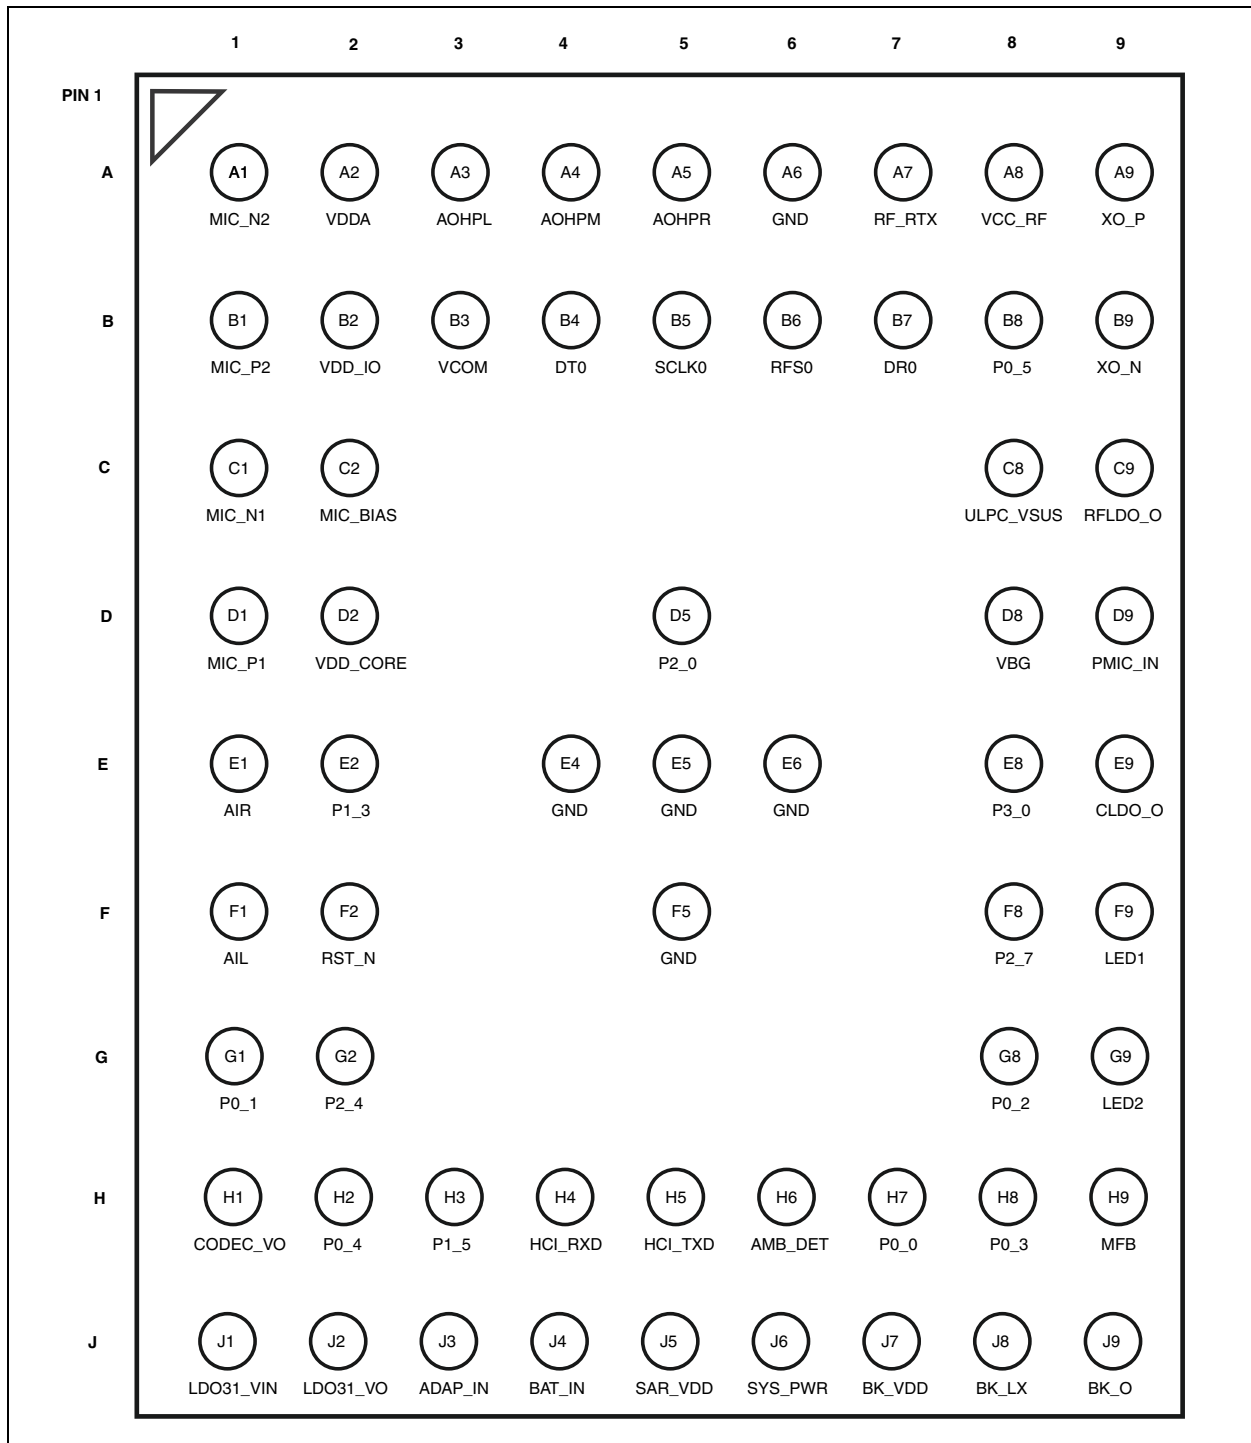 1 2 3 4 5 6 7 8 9
PIN 1
A A1 A2 A3 A4 A5 A6 A7 A8 A9
MIC_N2 VDDA AOHPL AOHPM AOHPR GND RF_RTX VCC_RF XO_P
B B1 B2 B3 B4 B5 B6 B7 B8 B9
MIC_P2 VDD_IO VCOM DT0 SCLK0 RFS0 DR0 P0_5 XO_N
C C1 C2 C8 C9
MIC_N1 MIC_BIAS ULPC_VSUS RFLDO_O
D D1 D2 D5 D8 D9
MIC_P1 VDD_CORE P2_0 VBG PMIC_IN
E E1 E2 E4 E5 E6 E8 E9
AIR P1_3 GND GND GND P3_0 CLDO_O
F F1 F2 F5 F8 F9
AIL RST_N GND P2_7 LED1
G G1 G2 G8 G9
P0_1 P2_4 P0_2 LED2
H H1 H2 H3 H4 H5 H6 H7 H8 H9
CODEC_VO P0_4 P1_5 HCI_RXD HCI_TXD AMB_DET P0_0 P0_3 MFB
J J1 J2 J3 J4 J5 J6 J7 J8 J9
LDO31_VIN LDO31_VO ADAP_IN BAT_IN SAR_VDD SYS_PWR BK_VDD BK_LX BK_O